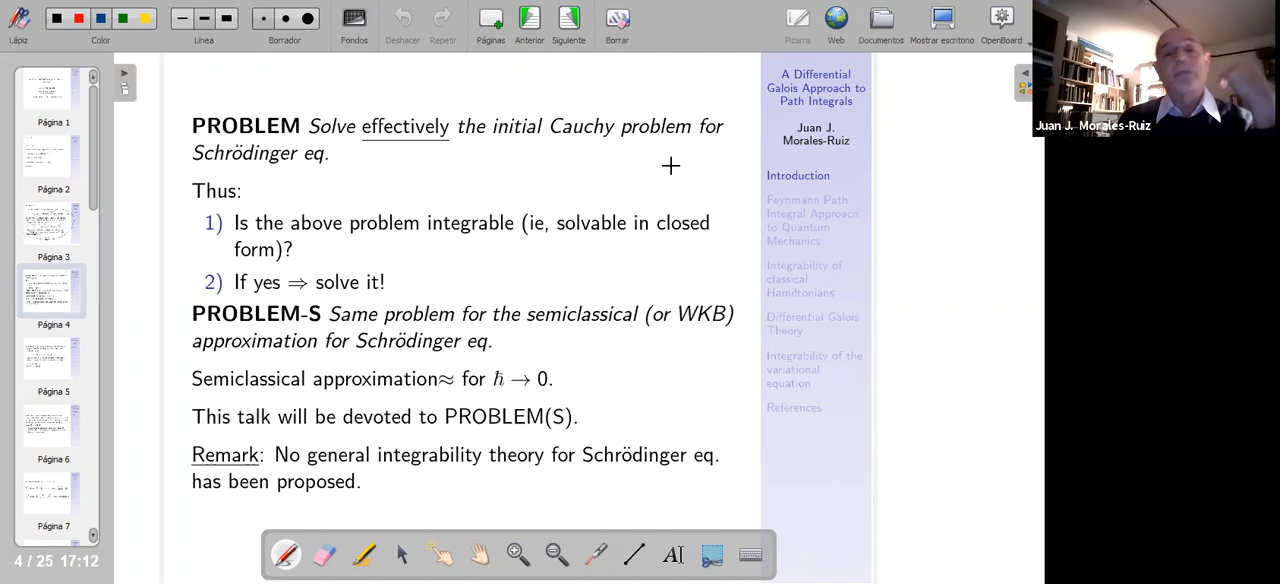 Lápiz
Color
Línea
Borrador
Fondos
Deshacer
Repetir
Páginas
Anterior
Siguiente
Borrar
Pizarra
Web
Documentos
Mostrar escritorio
OpenBoard
Página 1
Página 2
Página 3
Página 4
Página 5
Página 6
Página 7
4 / 25 17:12
PROBLEM Solve effectively the initial Cauchy problem for
Schrödinger eq.
Thus:
1) Is the above problem integrable (ie, solvable in closed
form)?
2) If yes ⇒ solve it!
PROBLEM-S Same problem for the semiclassical (or WKB)
approximation for Schrödinger eq.
Semiclassical approximation≈ for ℏ → 0.
This talk will be devoted to PROBLEM(S).
Remark: No general integrability theory for Schrödinger eq.
has been proposed.
A Differential
Galois Approach to
Path Integrals
Juan J.
Morales-Ruiz
Introduction
Feynmann Path
Integral Approach
to Quantum
Mechanics
Integrability of
classical
Hamiltonians
Differential Galois
Theory
Integrability of the
variational
equation
References
Juan J. Morales-Ruiz